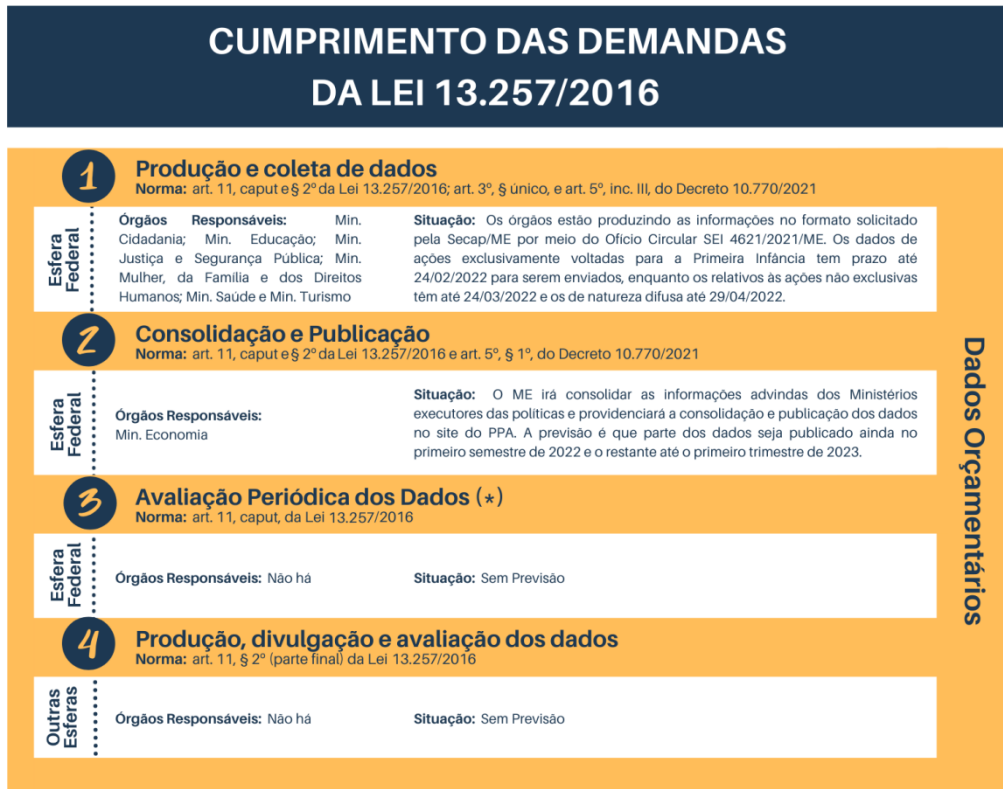 CUMPRIMENTO DAS DEMANDAS
DA LEI 13.257/2016
1
Produção e coleta de dados
Norma: art. 11, caput e § 2º da Lei 13.257/2016; art. 3º, § único, e art. 5º, inc. III, do Decreto 10.770/2021
Esfera
Federal
Órgãos Responsáveis: Min.
Cidadania; Min. Educação; Min.
Justiça e Segurança Pública; Min.
Mulher, da Família e dos Direitos
Humanos; Min. Saúde e Min. Turismo
Situação: Os órgãos estão produzindo as informações no formato solicitado
pela Secap/ME por meio do Ofício Circular SEI 4621/2021/ME. Os dados de
ações exclusivamente voltadas para a Primeira Infância tem prazo até
24/02/2022 para serem enviados, enquanto os relativos às ações não exclusivas
têm até 24/03/2022 e os de natureza difusa até 29/04/2022.
2
Consolidação e Publicação
Norma: art. 11, caput e § 2º da Lei 13.257/2016 e art. 5º, § 1º, do Decreto 10.770/2021
Esfera
Federal
Órgãos Responsáveis:
Min. Economia
Situação: O ME irá consolidar as informações advindas dos Ministérios
executores das políticas e providenciará a consolidação e publicação dos dados
no site do PPA. A previsão é que parte dos dados seja publicado ainda no
primeiro semestre de 2022 e o restante até o primeiro trimestre de 2023.
3
Avaliação Periódica dos Dados (*)
Norma: art. 11, caput, da Lei 13.257/2016
Esfera
Federal
Órgãos Responsáveis: Não há
Situação: Sem Previsão
4
Produção, divulgação e avaliação dos dados
Norma: art. 11, § 2º (parte final) da Lei 13.257/2016
Outras
Esferas
Órgãos Responsáveis: Não há
Situação: Sem Previsão
Dados Orçamentários